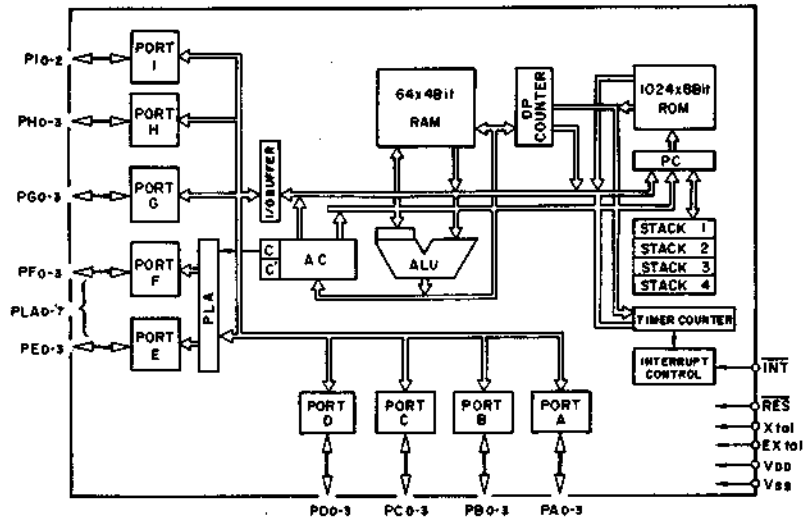 PI0-2
PORT
I
PH0-3
PORT
H
PG0-3
PORT
G
PF0-3
PORT
F
PLA0-7
PE0-3
PORT
E
I/O BUFFER
PLA
C
C'
AC
64x4Bit
RAM
ALU
DP
COUNTER
1024x8Bit
ROM
PC
STACK 1
STACK 2
STACK 3
STACK 4
TIMER COUNTER
INTERRUPT
CONTROL
INT
RES
Xtal
EXtal
VDD
VSS
PORT
D
PORT
C
PORT
B
PORT
A
PD0-3
PC0-3
PB0-3
PA0-3